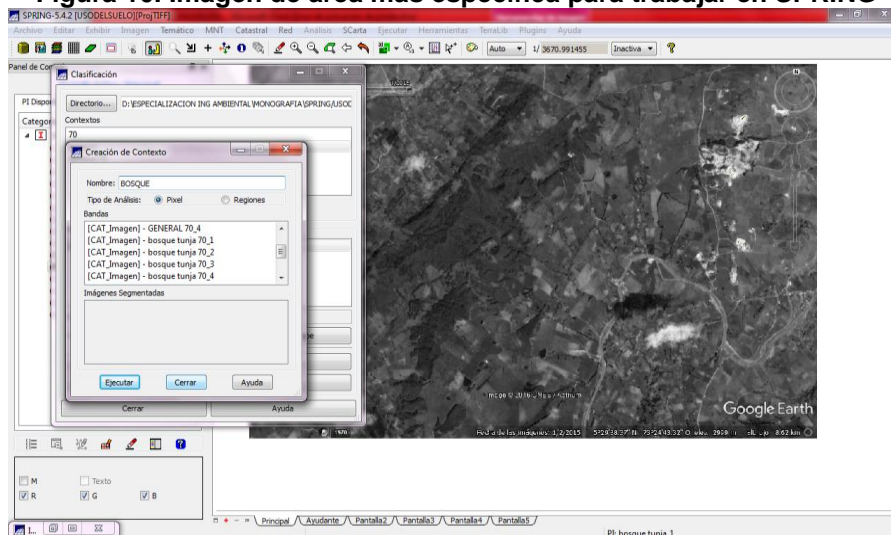 Figura 16. Imagen de área más específica para trabajar en SPRING
SPRING-5.4.2 [USODELSUELO][ProjTIFF]
Archivo Editar Exhibir Imagen Temático MNT Catastral Red Análisis SCarta Ejecutar Herramientas TerraLib Plugins Ayuda
Auto 1/ 3670.991455 Inactiva
Panel de Con
Clasificación
PI Dispon
Directorio... D:\ESPECIALIZACION ING AMBIENTAL\MONOGRAFIA\SPRING/USOD
Categor
Contextos
70
Creación de Contexto
Nombre: BOSQUE
Tipo de Análisis: Pixel Regiones
Bandas
[CAT_Imagen] - GENERAL 70_4
[CAT_Imagen] - bosque tunja 70_1
[CAT_Imagen] - bosque tunja 70_2
[CAT_Imagen] - bosque tunja 70_3
[CAT_Imagen] - bosque tunja 70_4
Imágenes Segmentadas
Ejecutar Cerrar Ayuda
Cerrar Ayuda
Google Earth
1970
M Texto
R G B
Principal Ayudante Pantalla2 Pantalla3 Pantalla4 Pantalla5
PI: bosque tunja_1